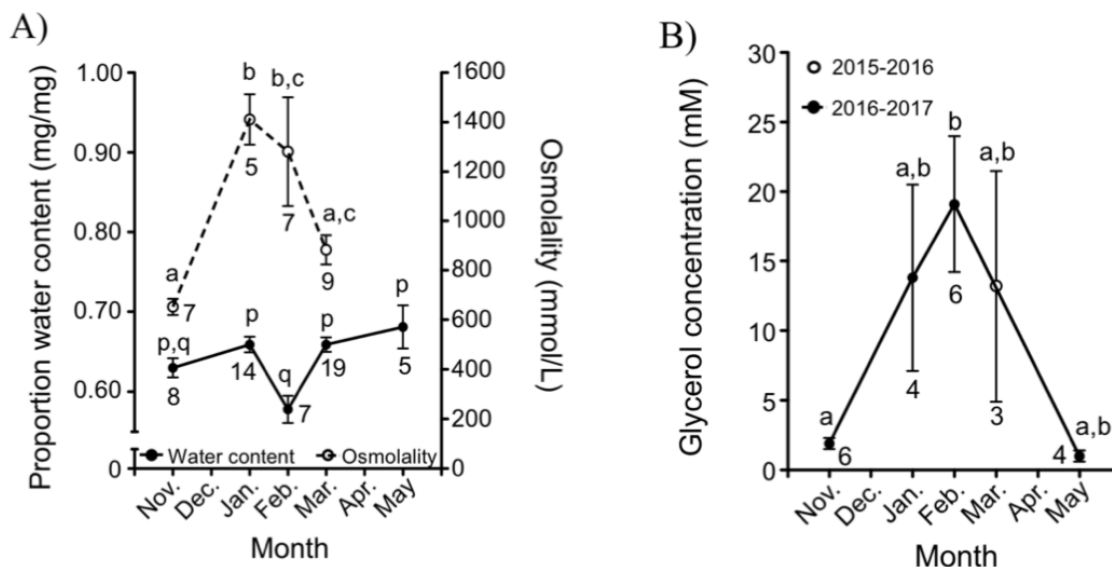 A)
Proportion water content (mg/mg)
1.00
0.90
0.80
0.70
0.60
0
b
b,c
5
7
a,c
9
a
7
p,q
8
p
14
q
7
p
19
p
5
Water content
Osmolality
1600
1400
1200
1000
800
600
400
200
0
Osmolality (mmol/L)
Nov.
Dec.
Jan.
Feb.
Mar.
Apr.
May
Month
B)
Glycerol concentration (mM)
30
25
20
15
10
5
0
2015-2016
2016-2017
a
6
a,b
4
b
6
a,b
3
a,b
4
Nov.
Dec.
Jan.
Feb.
Mar.
Apr.
May
Month